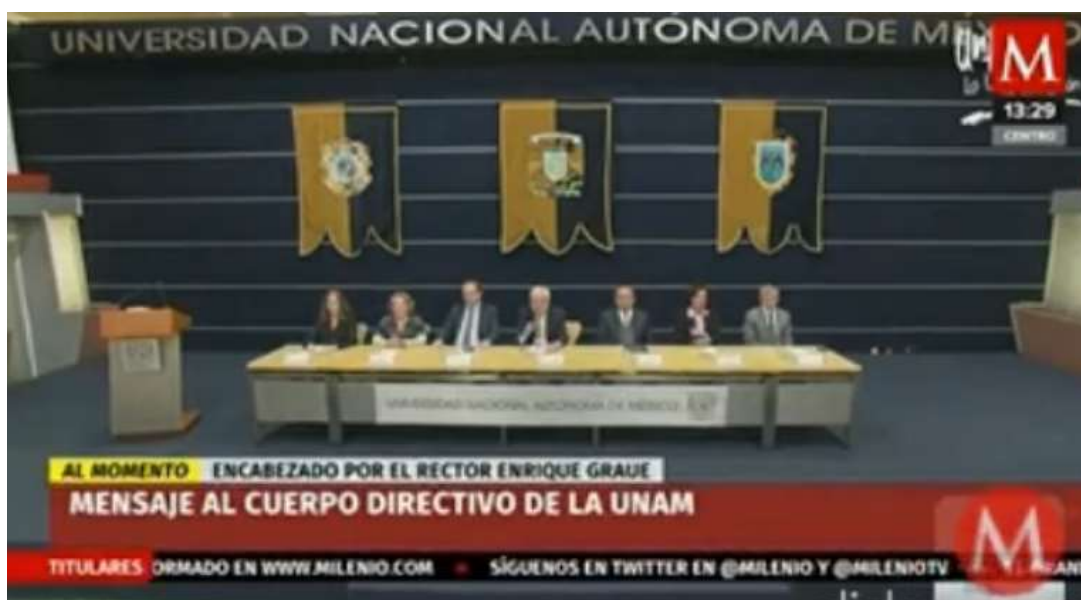 UNIVERSIDAD NACIONAL AUTÓNOMA DE
M
13:29
CENTRO
UNIVERSIDAD NACIONAL AUTÓNOMA DE MÉXICO
AL MOMENTO ENCABEZADO POR EL RECTOR ENRIQUE GRAUE
MENSAJE AL CUERPO DIRECTIVO DE LA UNAM
M
TITULARES ORMADO EN WWW.MILENIO.COM SÍGUENOS EN TWITTER EN @MILENIO Y @MILENIOTV